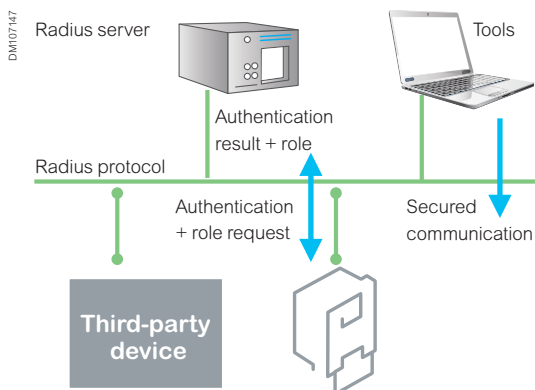 DM107147
Radius server
Tools
Authentication
result + role
Radius protocol
Authentication
+ role request
Secured
communication
Third-party
device